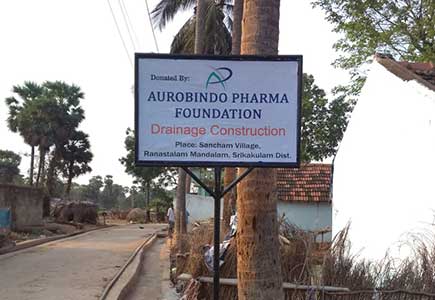 Donated By:
AUROBINDO PHARMA
FOUNDATION
Drainage Construction
Place: Sancham Village,
Ranastalam Mandalam, Srikakulam Dist.